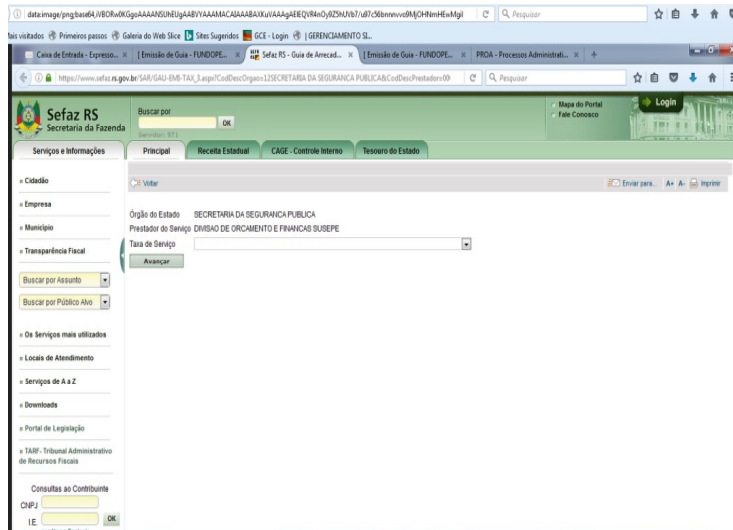 data:image/png;base64,iVBORw0KGgoAAAANSUhEUgAABVYAAAMACAIAAABAXKuVAAAgAElEQVR4nOy9Z5hUVb7/u97c56bnnnvvo9MjOHNmHEwMgiI
Pesquisar
Mais visitados Primeiros passos Galeria do Web Slice Sites Sugeridos GCE - Login [GERENCIAMENTO SI...
Caixa de Entrada - Expresso... [Emissão de Guia - FUNDOPE... Sefaz RS - Guia de Arrecad... [Emissão de Guia - FUNDOPE... PROA - Processos Administrati...
https://www.sefaz.rs.gov.br/SAR/GAU-EMI-TAX_3.aspx?CodDescOrgao=12SECRETARIA DA SEGURANCA PUBLICA&CodDescPrestador=00
Pesquisar
Sefaz RS
Secretaria da Fazenda
Buscar por
OK
Servidor: 971
Mapa do Portal
Fale Conosco
Login
Serviços e Informações
Principal Receita Estadual CAGE - Controle Interno Tesouro do Estado
Voltar
Enviar para... A+ A- Imprimir
» Cidadão
» Empresa
» Município
» Transparência Fiscal
Buscar por Assunto
Buscar por Público Alvo
» Os Serviços mais utilizados
» Locais de Atendimento
» Serviços de A a Z
» Downloads
» Portal de Legislação
» TARF- Tribunal Administrativo
de Recursos Fiscais
Consultas ao Contribuinte
CNPJ
I.E. OK
Órgão do Estado SECRETARIA DA SEGURANCA PUBLICA
Prestador do Serviço DIVISAO DE ORCAMENTO E FINANCAS SUSEPE
Taxa de Serviço
Avançar